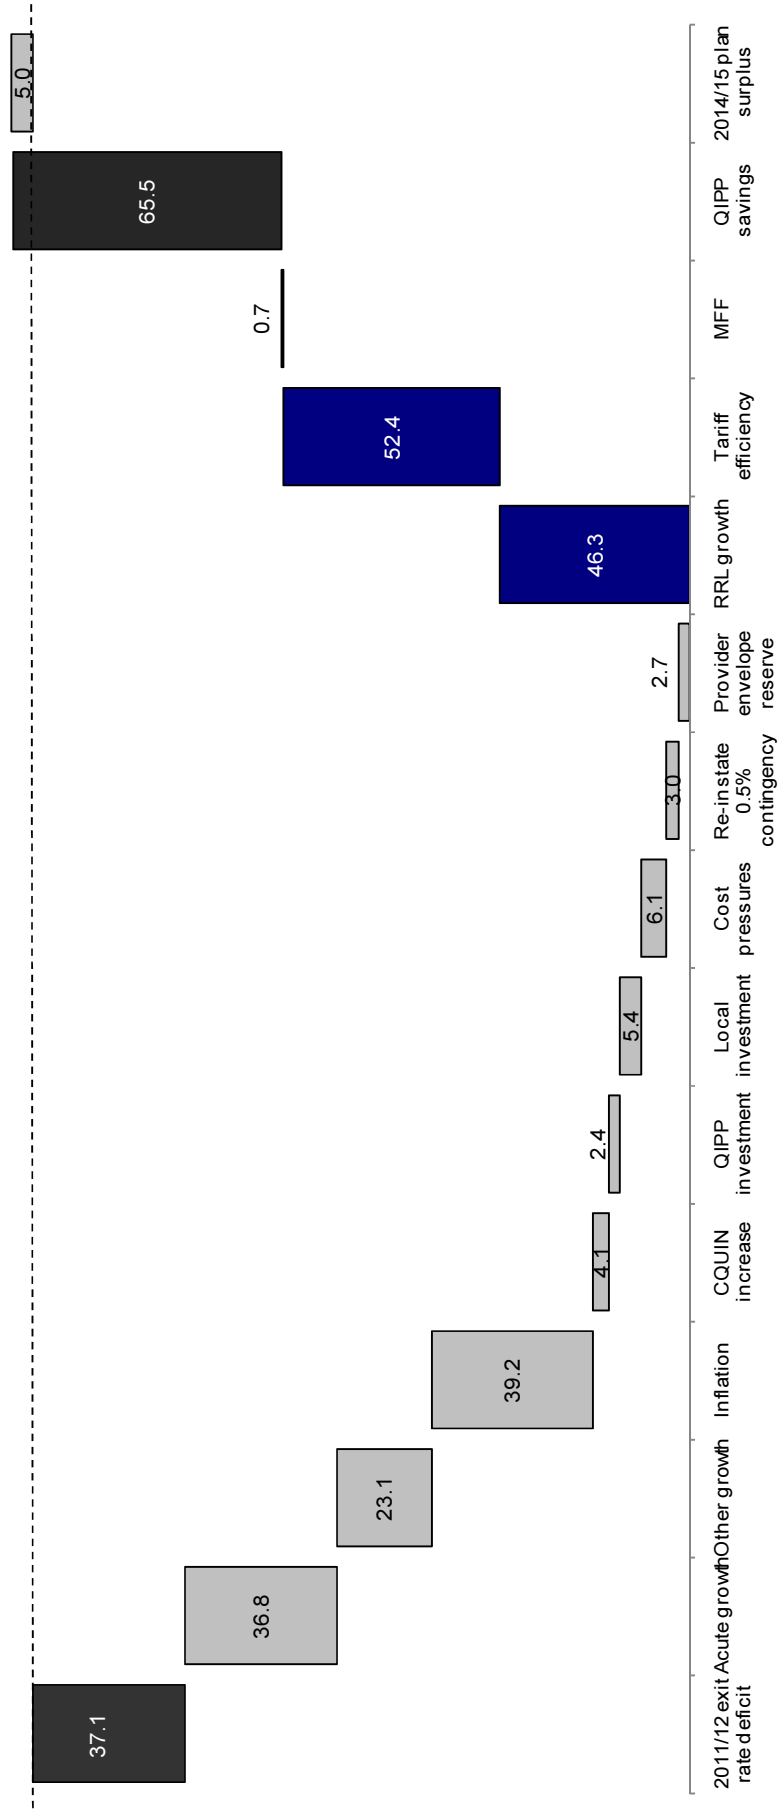 37.1
36.8
23.1
39.2
4.1
2.4
5.4
6.1
3.0
2.7
46.3
52.4
0.7
65.5
5.0
2011/12 exit
rate deficit
Acute growth
Other growth
Inflation
CQUIN
increase
QIPP
investment
Local
investment
Cost
pressures
Re-instate
0.5%
contingency
Provider
envelope
reserve
RRL growth
Tariff
efficiency
MFF
QIPP
savings
2014/15 plan
surplus